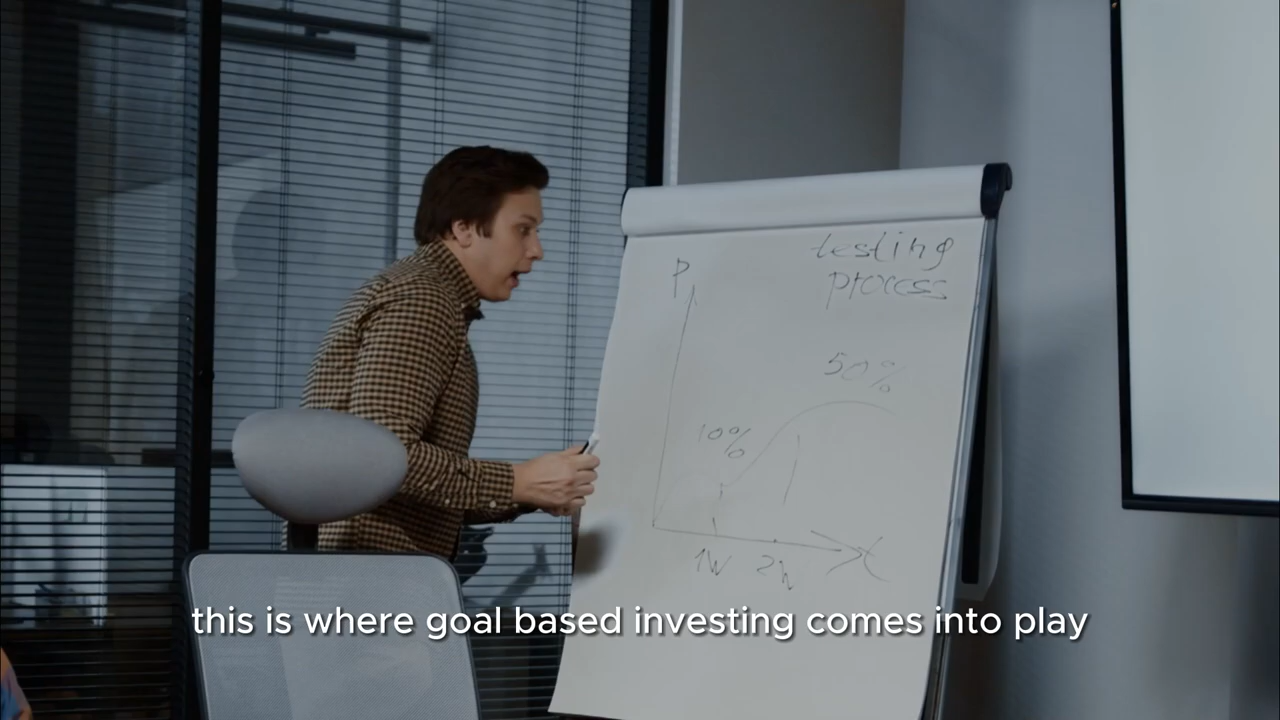 testing
process
P
50%
10%
1w 2w
x
this is where goal based investing comes into play